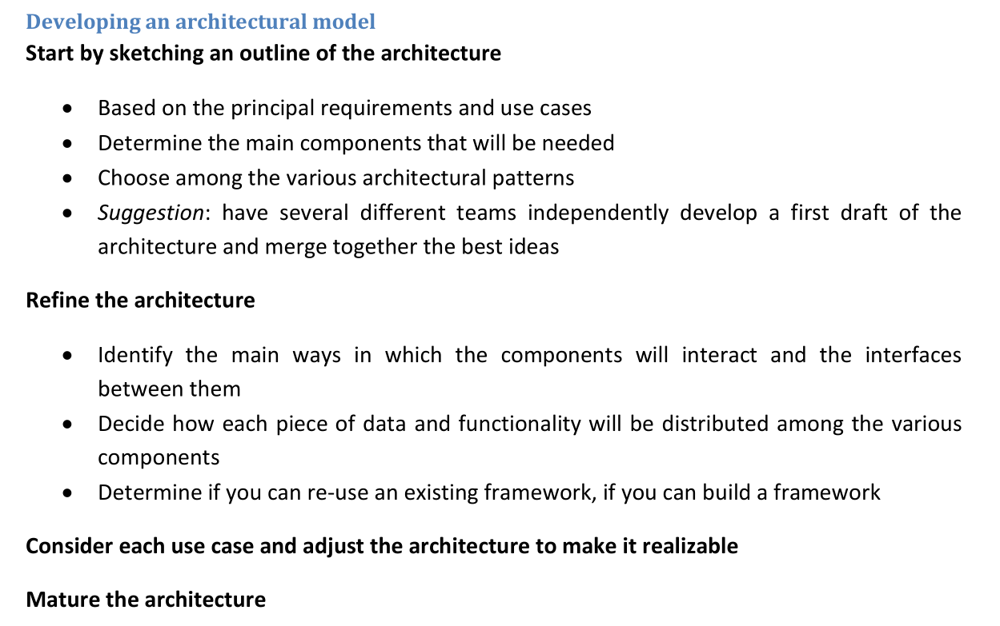 Developing an architectural model
Start by sketching an outline of the architecture
• Based on the principal requirements and use cases
• Determine the main components that will be needed
• Choose among the various architectural patterns
• Suggestion: have several different teams independently develop a first draft of the
architecture and merge together the best ideas
Refine the architecture
• Identify the main ways in which the components will interact and the interfaces
between them
• Decide how each piece of data and functionality will be distributed among the various
components
• Determine if you can re-use an existing framework, if you can build a framework
Consider each use case and adjust the architecture to make it realizable
Mature the architecture